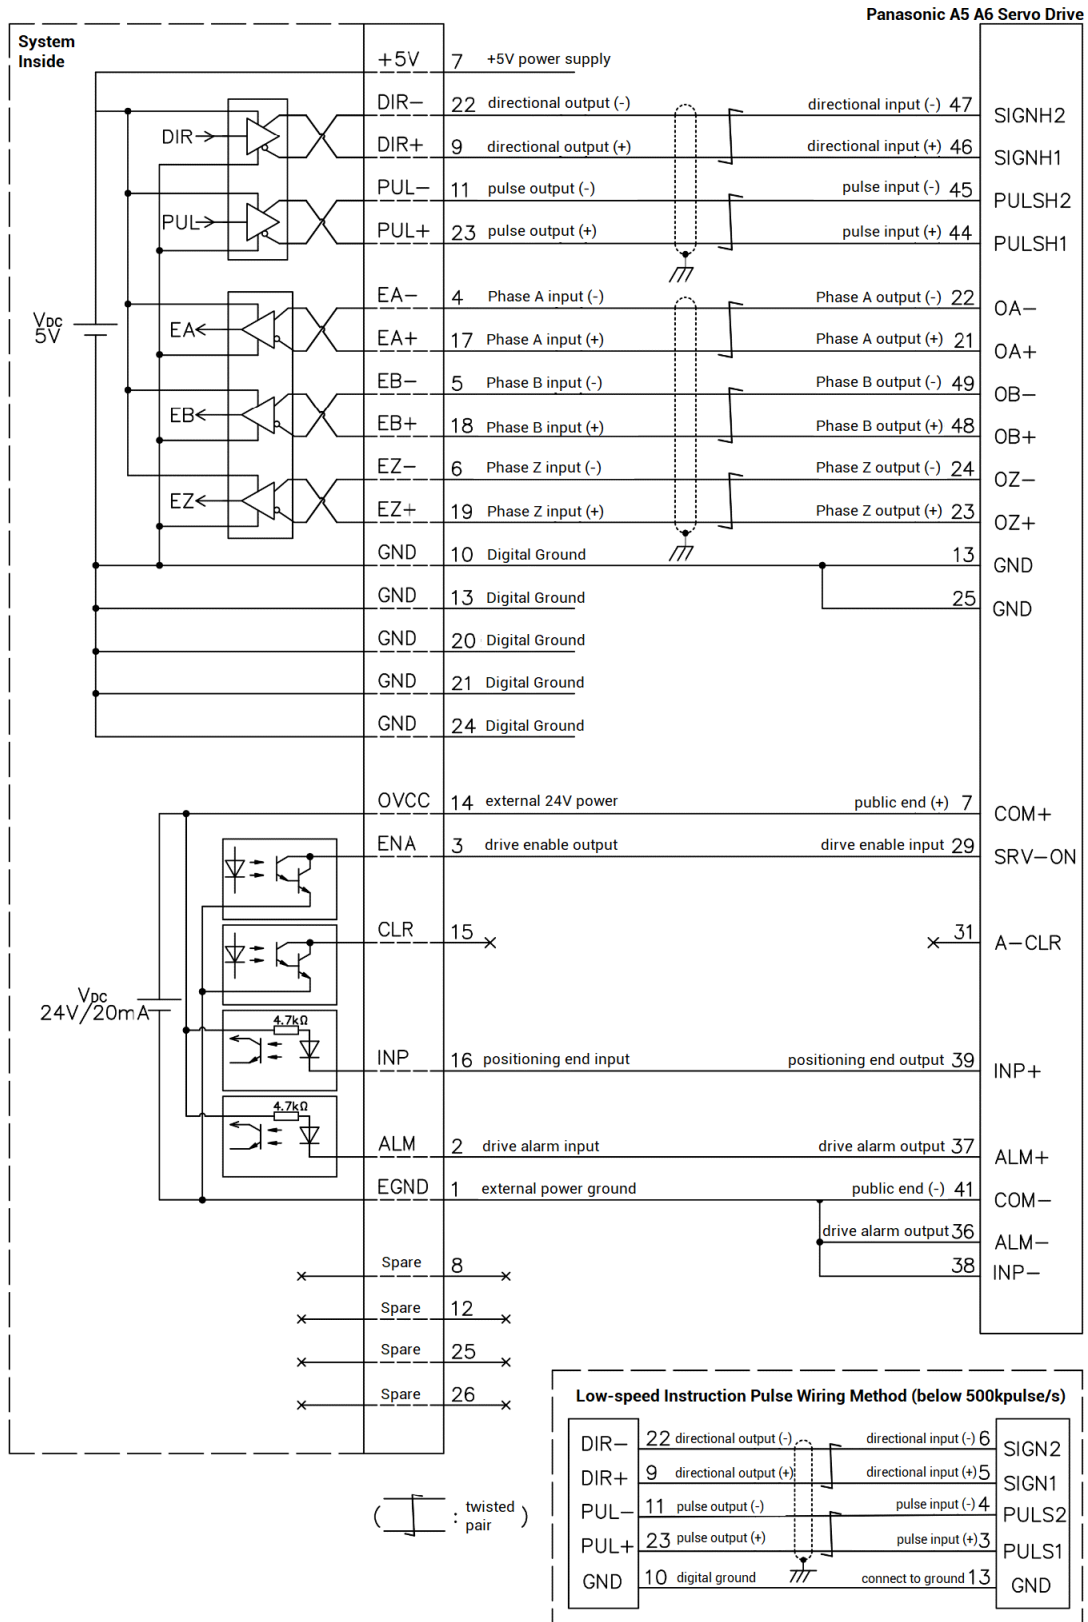 Panasonic A5 A6 Servo Drive
System
Inside
+5V 7 +5V power supply
DIR- 22 directional output (-) directional input (-) 47 SIGNH2
DIR
DIR+ 9 directional output (+) directional input (+) 46 SIGNH1
PUL- 11 pulse output (-) pulse input (-) 45 PULSH2
PUL
PUL+ 23 pulse output (+) pulse input (+) 44 PULSH1
EA- 4 Phase A input (-) Phase A output (-) 22 OA-
VDC
5V
EA
EA+ 17 Phase A input (+) Phase A output (+) 21 OA+
EB- 5 Phase B input (-) Phase B output (-) 49 OB-
EB
EB+ 18 Phase B input (+) Phase B output (+) 48 OB+
EZ- 6 Phase Z input (-) Phase Z output (-) 24 OZ-
EZ
EZ+ 19 Phase Z input (+) Phase Z output (+) 23 OZ+
GND 10 Digital Ground 13 GND
GND 13 Digital Ground 25 GND
GND 20 Digital Ground
GND 21 Digital Ground
GND 24 Digital Ground
OVCC 14 external 24V power public end (+) 7 COM+
ENA 3 drive enable output dirve enable input 29 SRV-ON
CLR 15 31 A-CLR
VDC
24V/20mA
4.7kΩ
INP 16 positioning end input positioning end output 39 INP+
4.7kΩ
ALM 2 drive alarm input drive alarm output 37 ALM+
EGND 1 external power ground public end (-) 41 COM-
drive alarm output 36 ALM-
38 INP-
Spare 8
Spare 12
Spare 25
Spare 26
Low-speed Instruction Pulse Wiring Method (below 500kpulse/s)
DIR- 22 directional output (-) directional input (-) 6 SIGN2
DIR+ 9 directional output (+) directional input (+) 5 SIGN1
PUL- 11 pulse output (-) pulse input (-) 4 PULS2
PUL+ 23 pulse output (+) pulse input (+) 3 PULS1
GND 10 digital ground connect to ground 13 GND
( : twisted
pair )